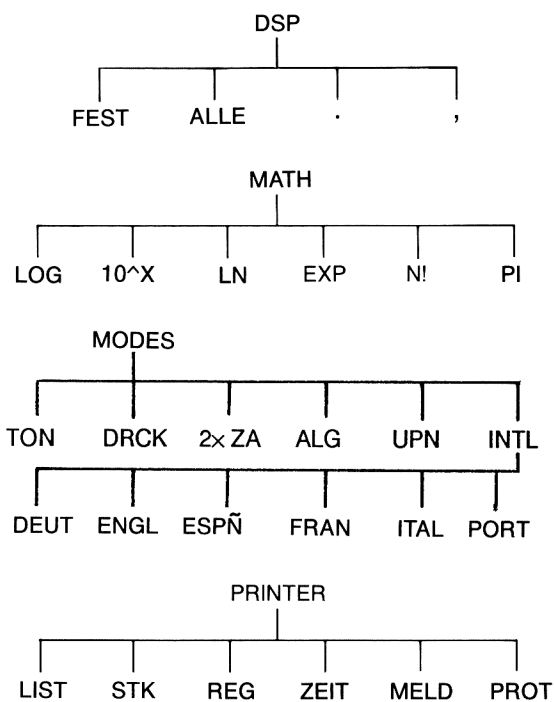 DSP
FEST ALLE . ,
MATH
LOG 10^X LN EXP N! PI
MODES
TON DRCK 2× ZA ALG UPN INTL
DEUT ENGL ESPÑ FRAN ITAL PORT
PRINTER
LIST STK REG ZEIT MELD PROT